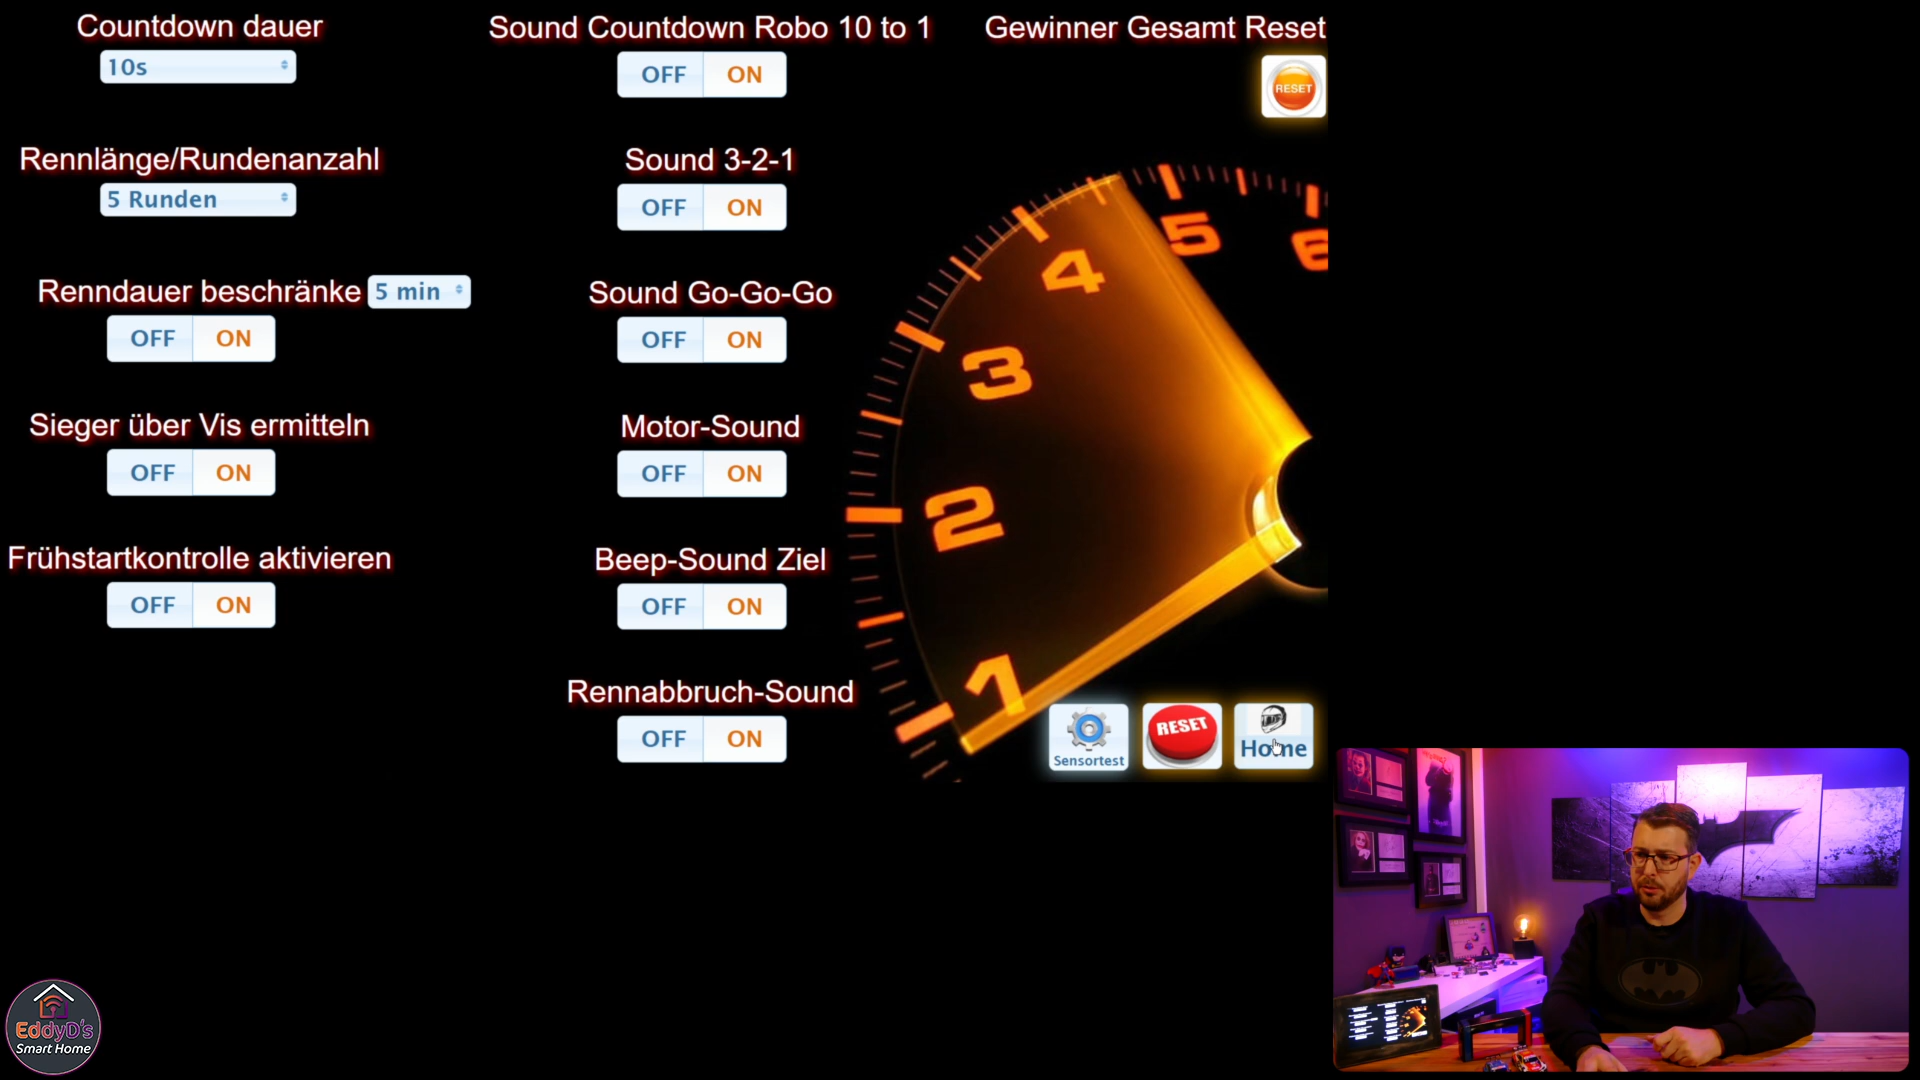 Countdown dauer
10s
Rennlänge/Rundenanzahl
5 Runden
Renndauer beschränke 5 min
OFF ON
Sieger über Vis ermitteln
OFF ON
Frühstartkontrolle aktivieren
OFF ON
Sound Countdown Robo 10 to 1
OFF ON
Sound 3-2-1
OFF ON
Sound Go-Go-Go
OFF ON
Motor-Sound
OFF ON
Beep-Sound Ziel
OFF ON
Rennabbruch-Sound
OFF ON
Gewinner Gesamt Reset
RESET
1
2
3
4
5
6
Sensortest
RESET
Home
EddyD's
Smart Home